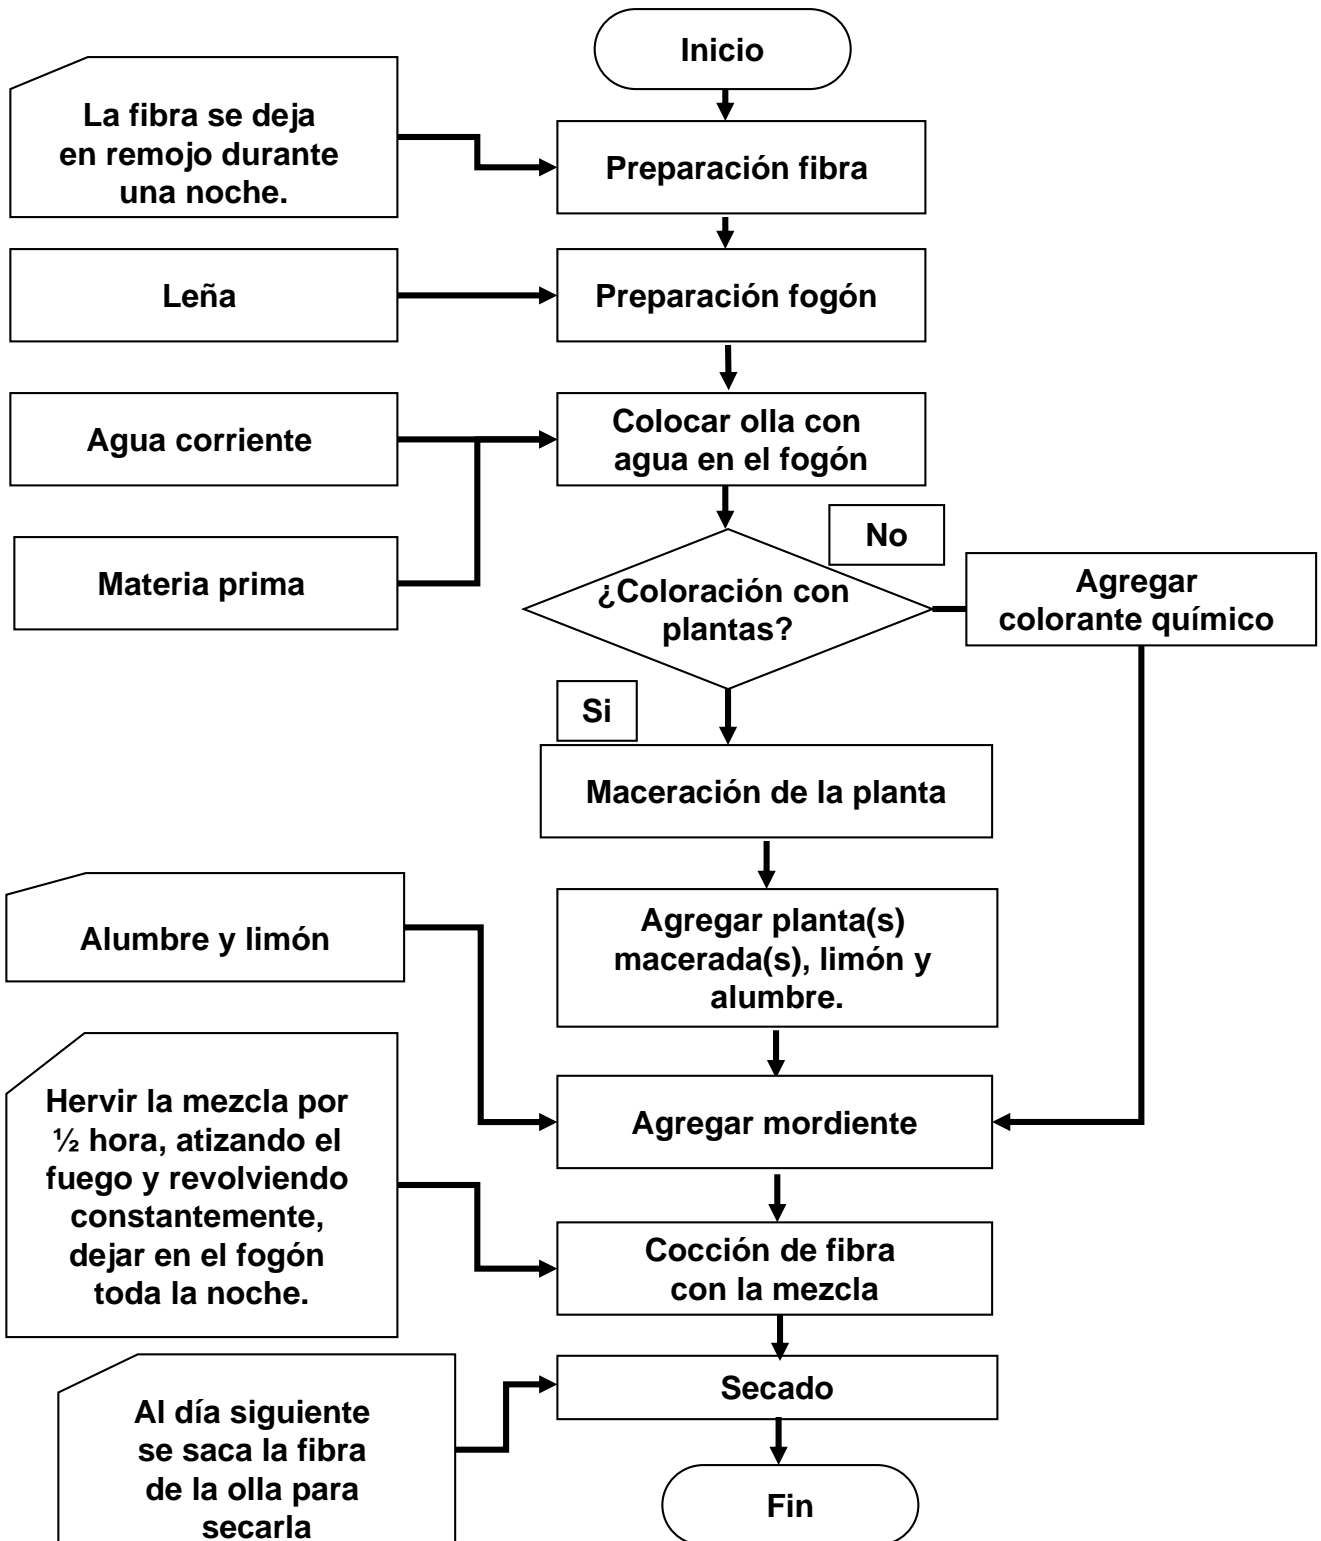 Inicio
La fibra se deja
en remojo durante
una noche.
Preparación fibra
Leña
Preparación fogón
Agua corriente
Colocar olla con
agua en el fogón
Materia prima
No
¿Coloración con
plantas?
Agregar
colorante químico
Si
Maceración de la planta
Alumbre y limón
Agregar planta(s)
macerada(s), limón y
alumbre.
Hervir la mezcla por
½ hora, atizando el
fuego y revolviendo
constantemente,
dejar en el fogón
toda la noche.
Agregar mordiente
Cocción de fibra
con la mezcla
Al día siguiente
se saca la fibra
de la olla para
secarla
Secado
Fin